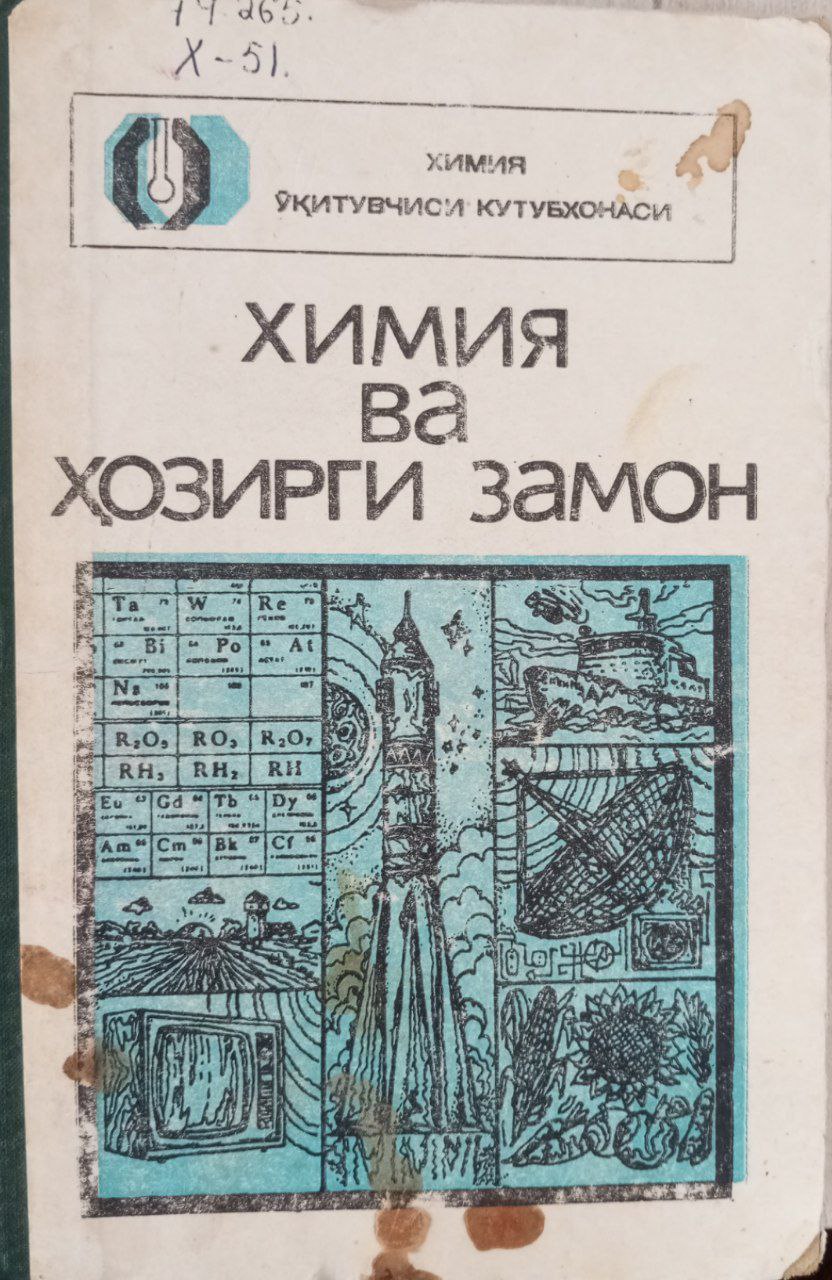 Х-51.
ХИМИЯ
ЎҚИТУВЧИСИ КУТУБХОНАСИ
ХИМИЯ
ва
ҲОЗИРГИ ЗАМОН
Ta W Re
Bi Po At
Ns
R₂O₅ RO₃ R₂O₇
RH₃ RH₂ RH
Eu Gd Tb Dy
Am Cm Bk Cf